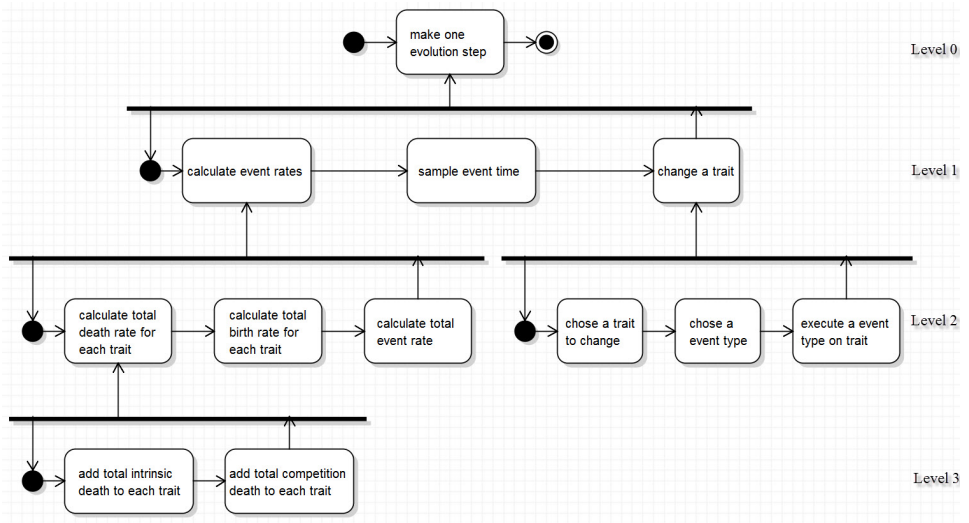 make one
evolution step
Level 0
calculate event rates
sample event time
change a trait
Level 1
calculate total
death rate for
each trait
calculate total
birth rate for
each trait
calculate total
event rate
chose a trait
to change
chose a
event type
execute a event
type on trait
Level 2
add total intrinsic
death to each trait
add total competition
death to each trait
Level 3